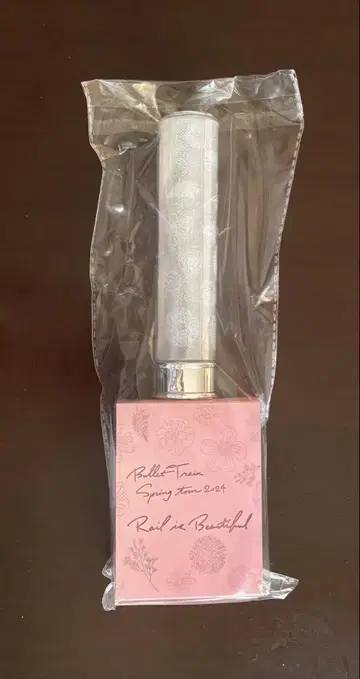 Bullet Train
Spring tour 2024
Rail is Beautiful